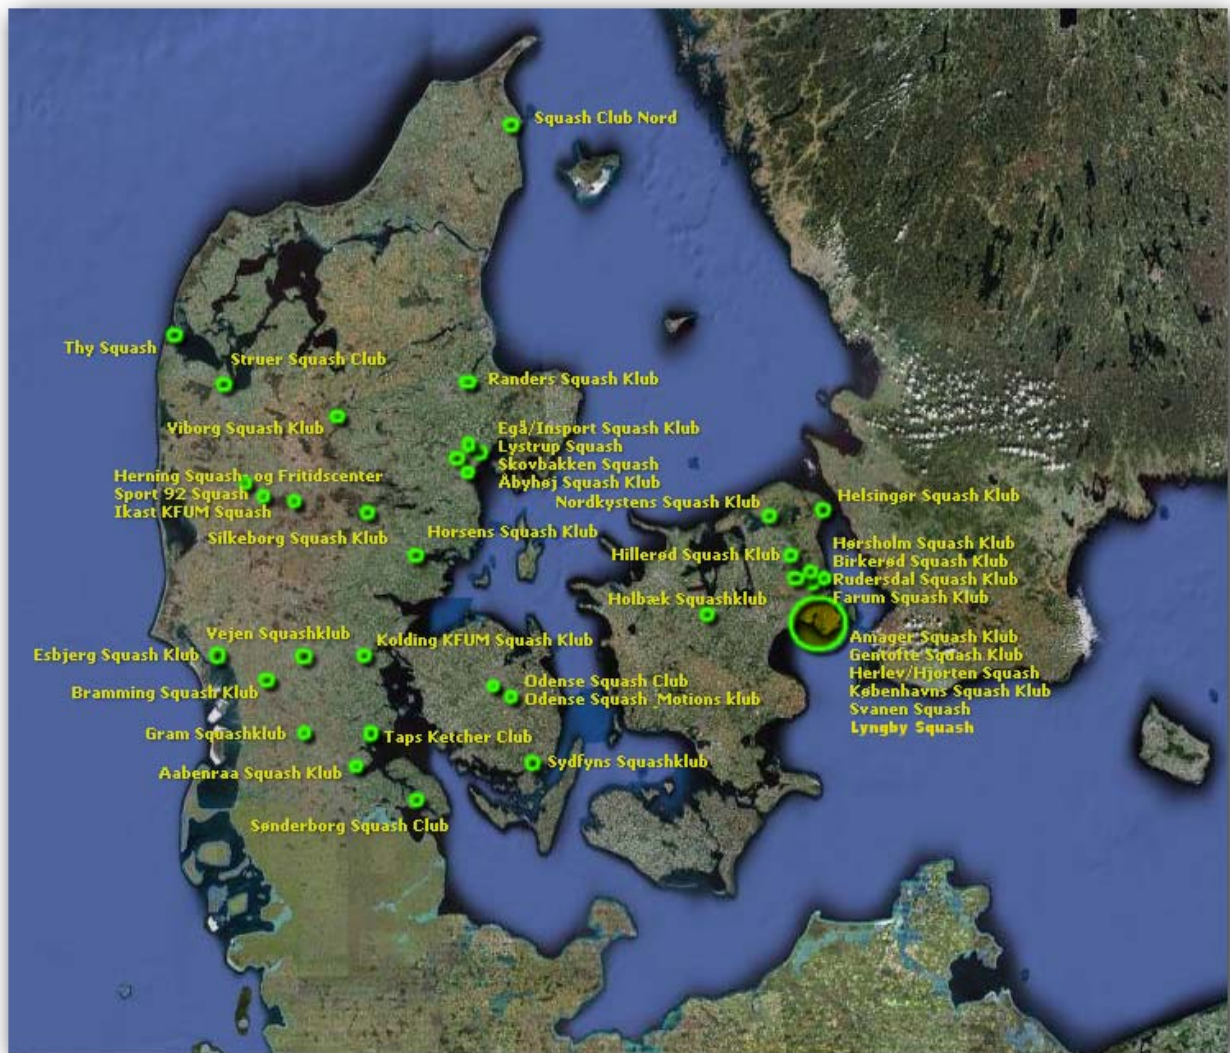 Squash Club Nord
Thy Squash
Struer Squash Club
Randers Squash Klub
Viborg Squash Klub
Egå/Insport Squash Klub
Lystrup Squash
Skovbakken Squash
Åbyhøj Squash Klub
Herning Squash- og Fritidscenter
Sport 92 Squash
Ikast KFUM Squash
Silkeborg Squash Klub
Horsens Squash Klub
Nordkystens Squash Klub
Helsingør Squash Klub
Hillerød Squash Klub
Hørsholm Squash Klub
Birkerød Squash Klub
Rudersdal Squash Klub
Farum Squash Klub
Holbæk Squashklub
Amager Squash Klub
Gentofte Squash Klub
Herlev/Hjorten Squash
Københavns Squash Klub
Svanen Squash
Lyngby Squash
Vejen Squashklub
Kolding KFUM Squash Klub
Esbjerg Squash Klub
Bramming Squash Klub
Odense Squash Club
Odense Squash Motions klub
Gram Squashklub
Taps Ketcher Club
Aabenraa Squash Klub
Sydfyns Squashklub
Sønderborg Squash Club